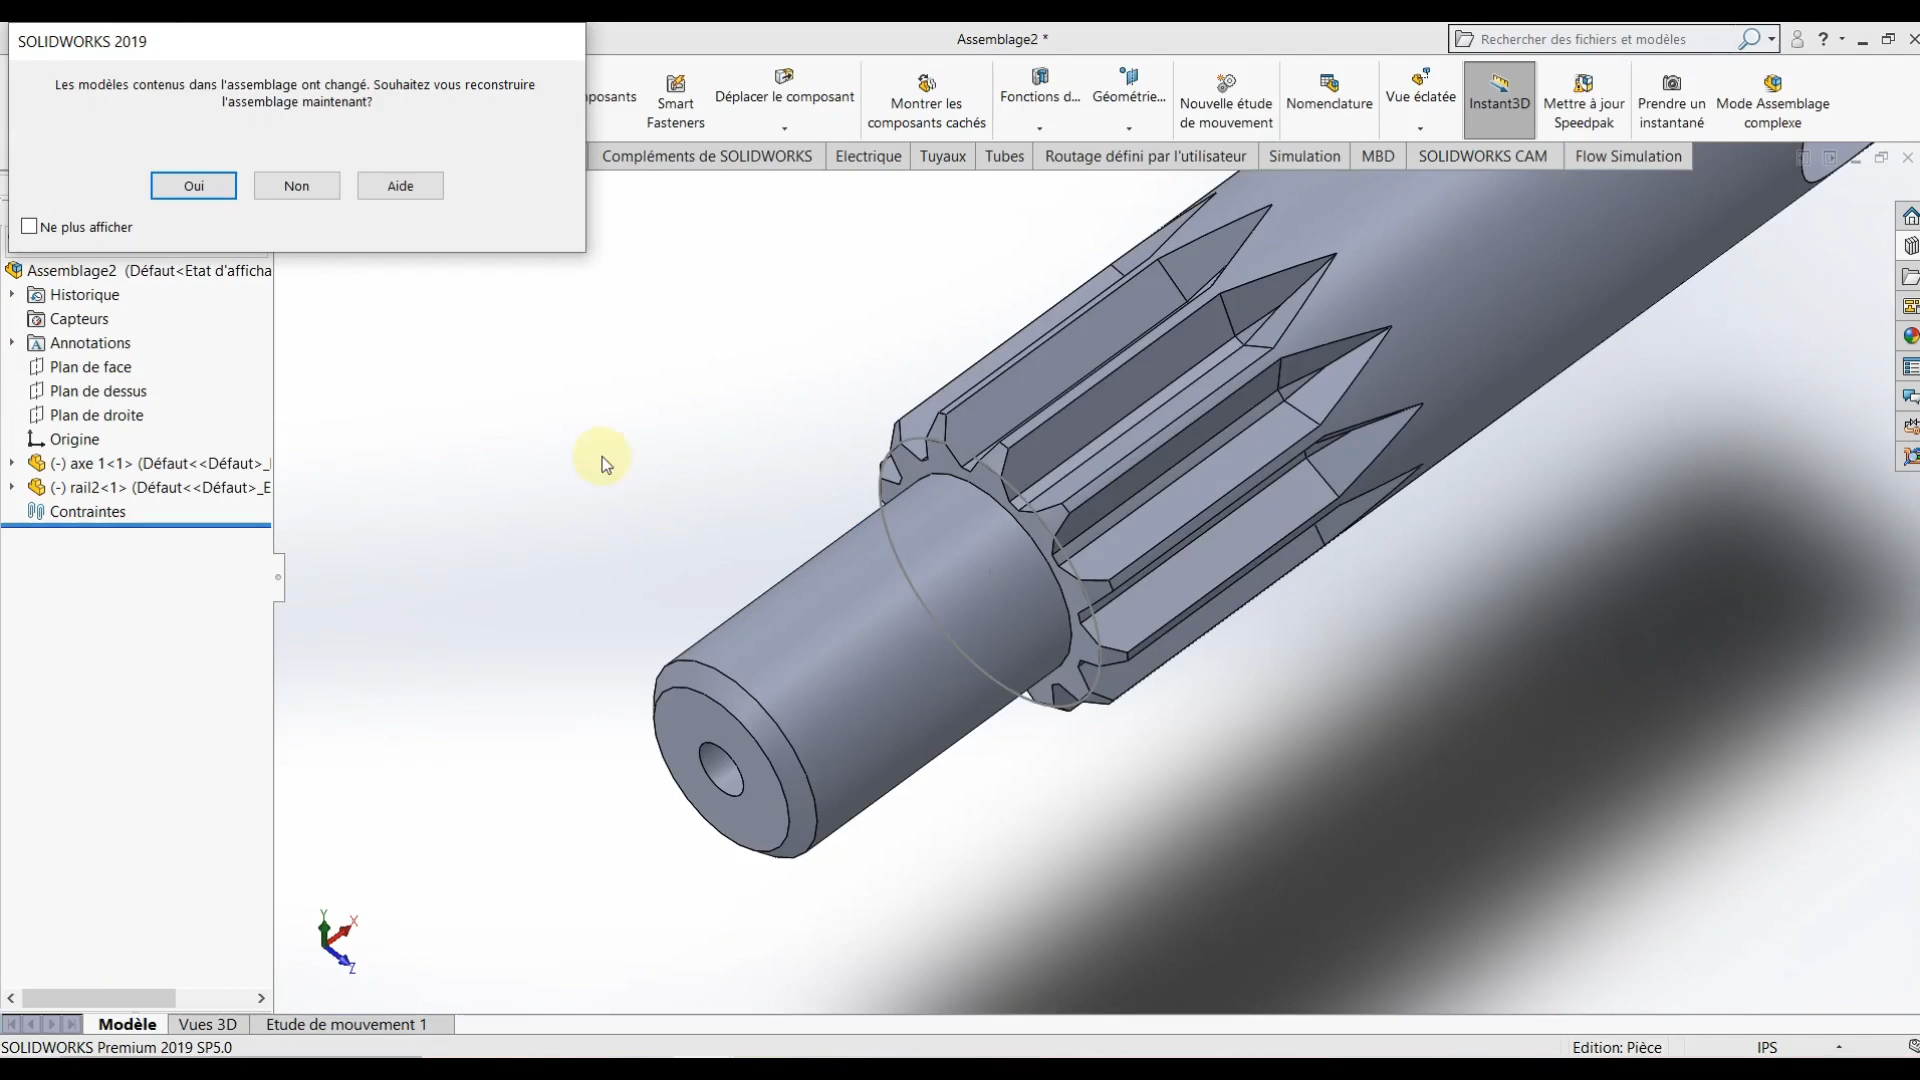 SOLIDWORKS 2019
Les modèles contenus dans l'assemblage ont changé. Souhaitez vous reconstruire
l'assemblage maintenant?
Oui
Non
Aide
Ne plus afficher
Assemblage2 *
Rechercher des fichiers et modèles
Smart
Fasteners
Déplacer le composant
Montrer les
composants cachés
Fonctions d...
Géométrie...
Nouvelle étude
de mouvement
Nomenclature
Vue éclatée
Instant3D
Mettre à jour
Speedpak
Prendre un
instantané
Mode Assemblage
complexe
Compléments de SOLIDWORKS
Electrique
Tuyaux
Tubes
Routage défini par l'utilisateur
Simulation
MBD
SOLIDWORKS CAM
Flow Simulation
Assemblage2 (Défaut<Etat d'afficha
Historique
Capteurs
Annotations
Plan de face
Plan de dessus
Plan de droite
Origine
(-) axe 1<1> (Défaut<<Défaut>_
(-) rail2<1> (Défaut<<Défaut>_E
Contraintes
Y
X
Z
Modèle
Vues 3D
Etude de mouvement 1
SOLIDWORKS Premium 2019 SP5.0
Edition: Pièce
IPS